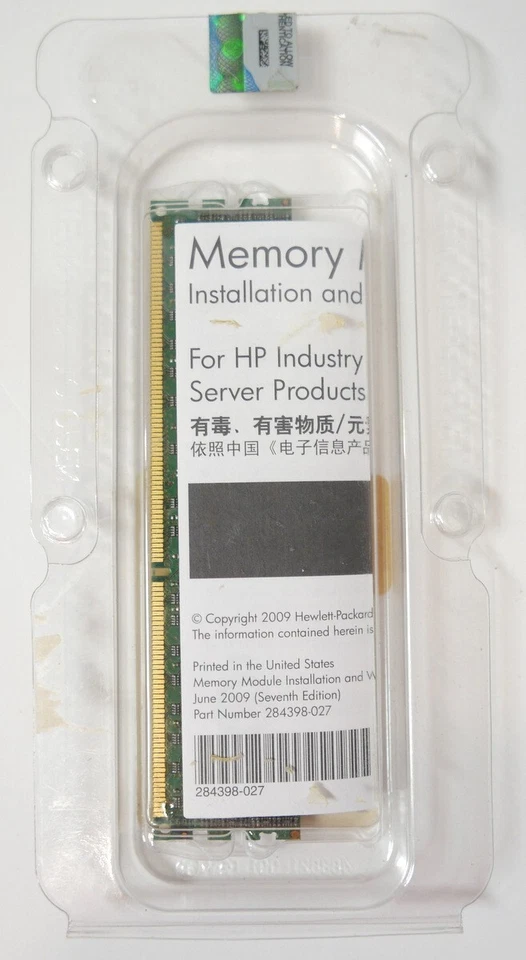 Memory
Installation and
For HP Industry
Server Products
有毒、有害物质/元
依照中国《电子信息产品
© Copyright 2009 Hewlett-Packard
The information contained herein is
Printed in the United States
Memory Module Installation and W
June 2009 (Seventh Edition)
Part Number 284398-027
284398-027